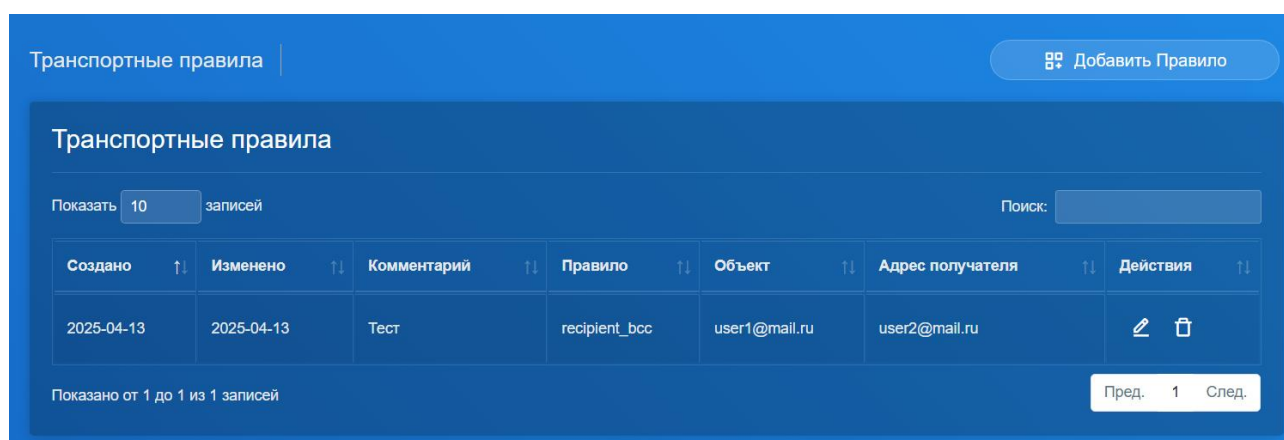 Транспортные правила
Добавить Правило
Транспортные правила
Показать 10 записей
Поиск:
Создано Изменено Комментарий Правило Объект Адрес получателя Действия
2025-04-13 2025-04-13 Тест recipient_bcc user1@mail.ru user2@mail.ru
Показано от 1 до 1 из 1 записей
Пред. 1 След.